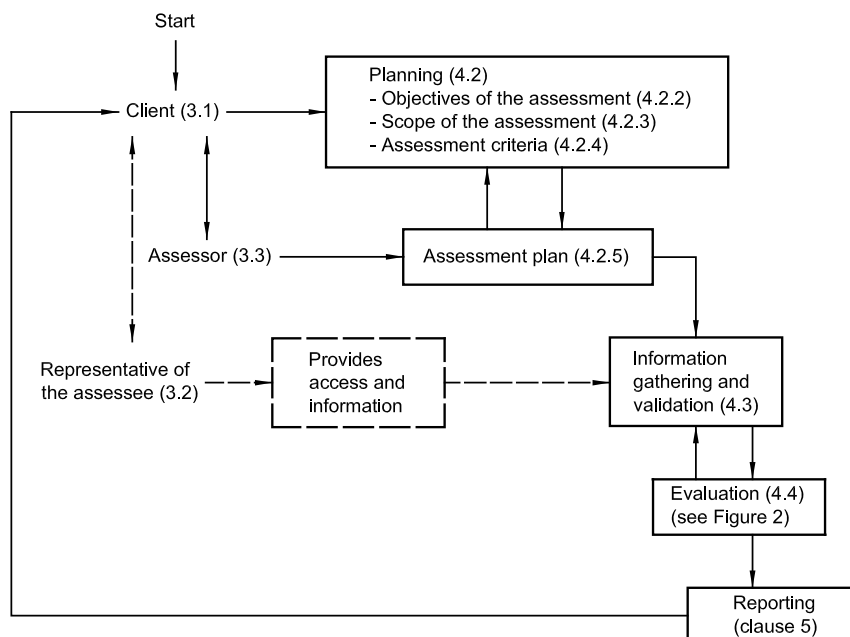 Start
Client (3.1)
Planning (4.2)
- Objectives of the assessment (4.2.2)
- Scope of the assessment (4.2.3)
- Assessment criteria (4.2.4)
Assessor (3.3)
Assessment plan (4.2.5)
Representative of
the assessee (3.2)
Provides
access and
information
Information
gathering and
validation (4.3)
Evaluation (4.4)
(see Figure 2)
Reporting
(clause 5)